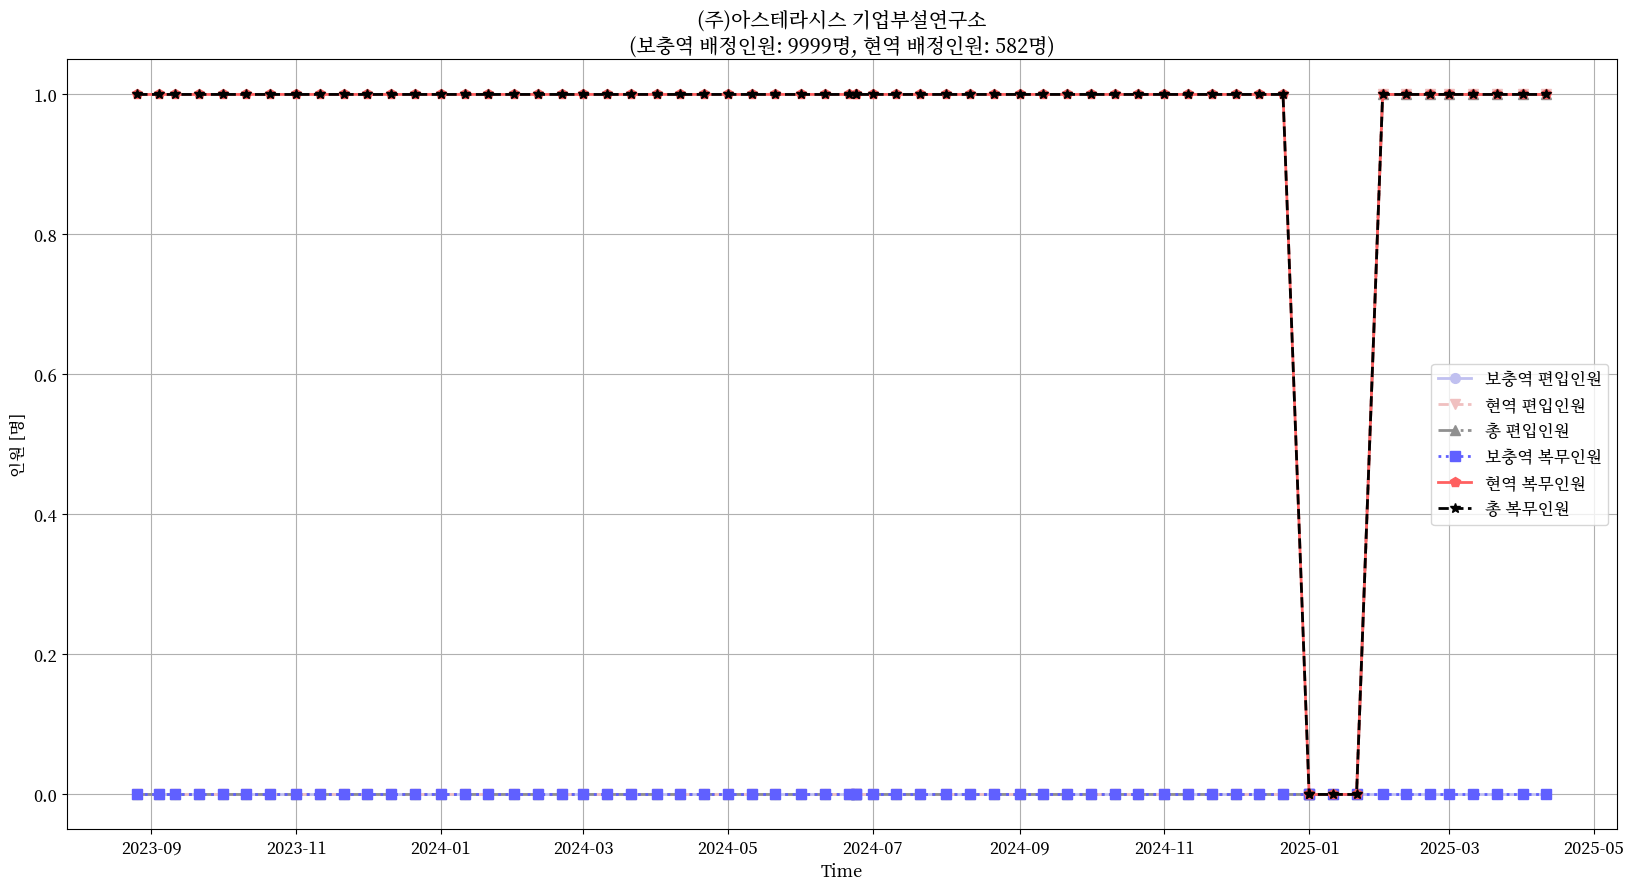 (주)아스테라시스 기업부설연구소
(보충역 배정인원: 9999명, 현역 배정인원: 582명)
인원 [명]
1.0
0.8
0.6
0.4
0.2
0.0
보충역 편입인원
현역 편입인원
총 편입인원
보충역 복무인원
현역 복무인원
총 복무인원
2023-09 2023-11 2024-01 2024-03 2024-05 2024-07 2024-09 2024-11 2025-01 2025-03 2025-05
Time